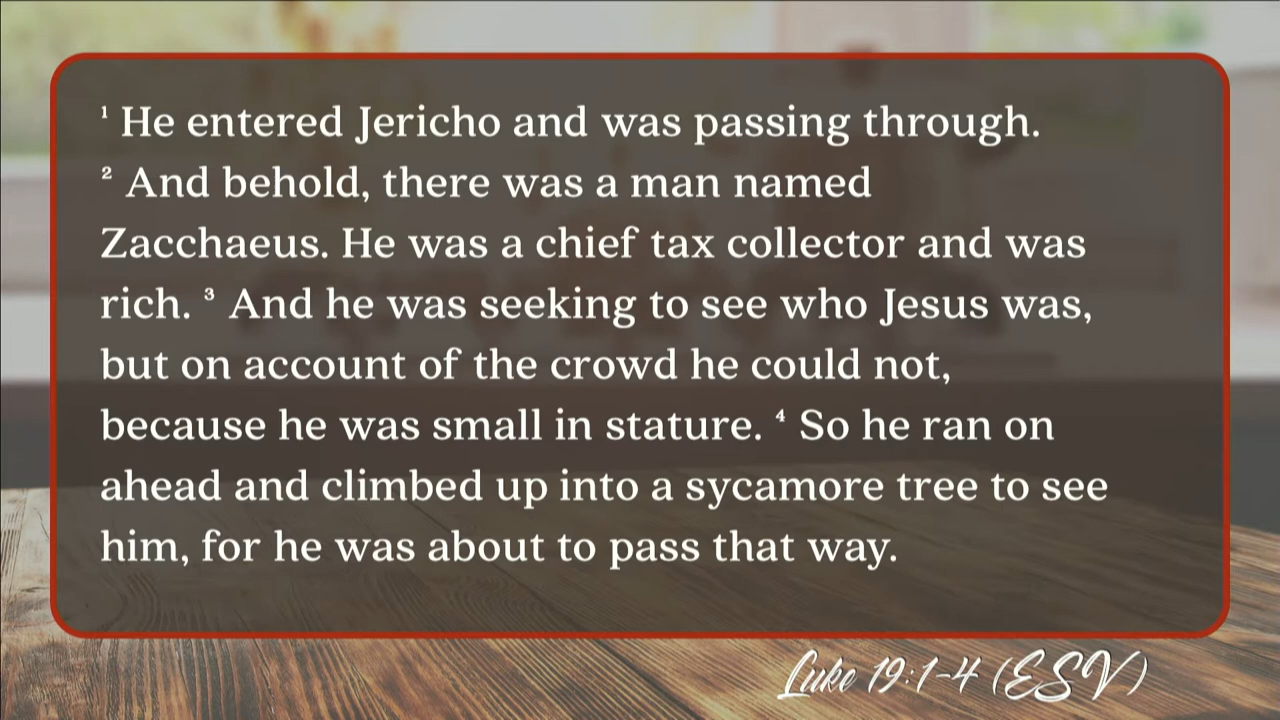 ¹ He entered Jericho and was passing through.
² And behold, there was a man named
Zacchaeus. He was a chief tax collector and was
rich. ³ And he was seeking to see who Jesus was,
but on account of the crowd he could not,
because he was small in stature. ⁴ So he ran on
ahead and climbed up into a sycamore tree to see
him, for he was about to pass that way.
Luke 19:1-4 (ESV)